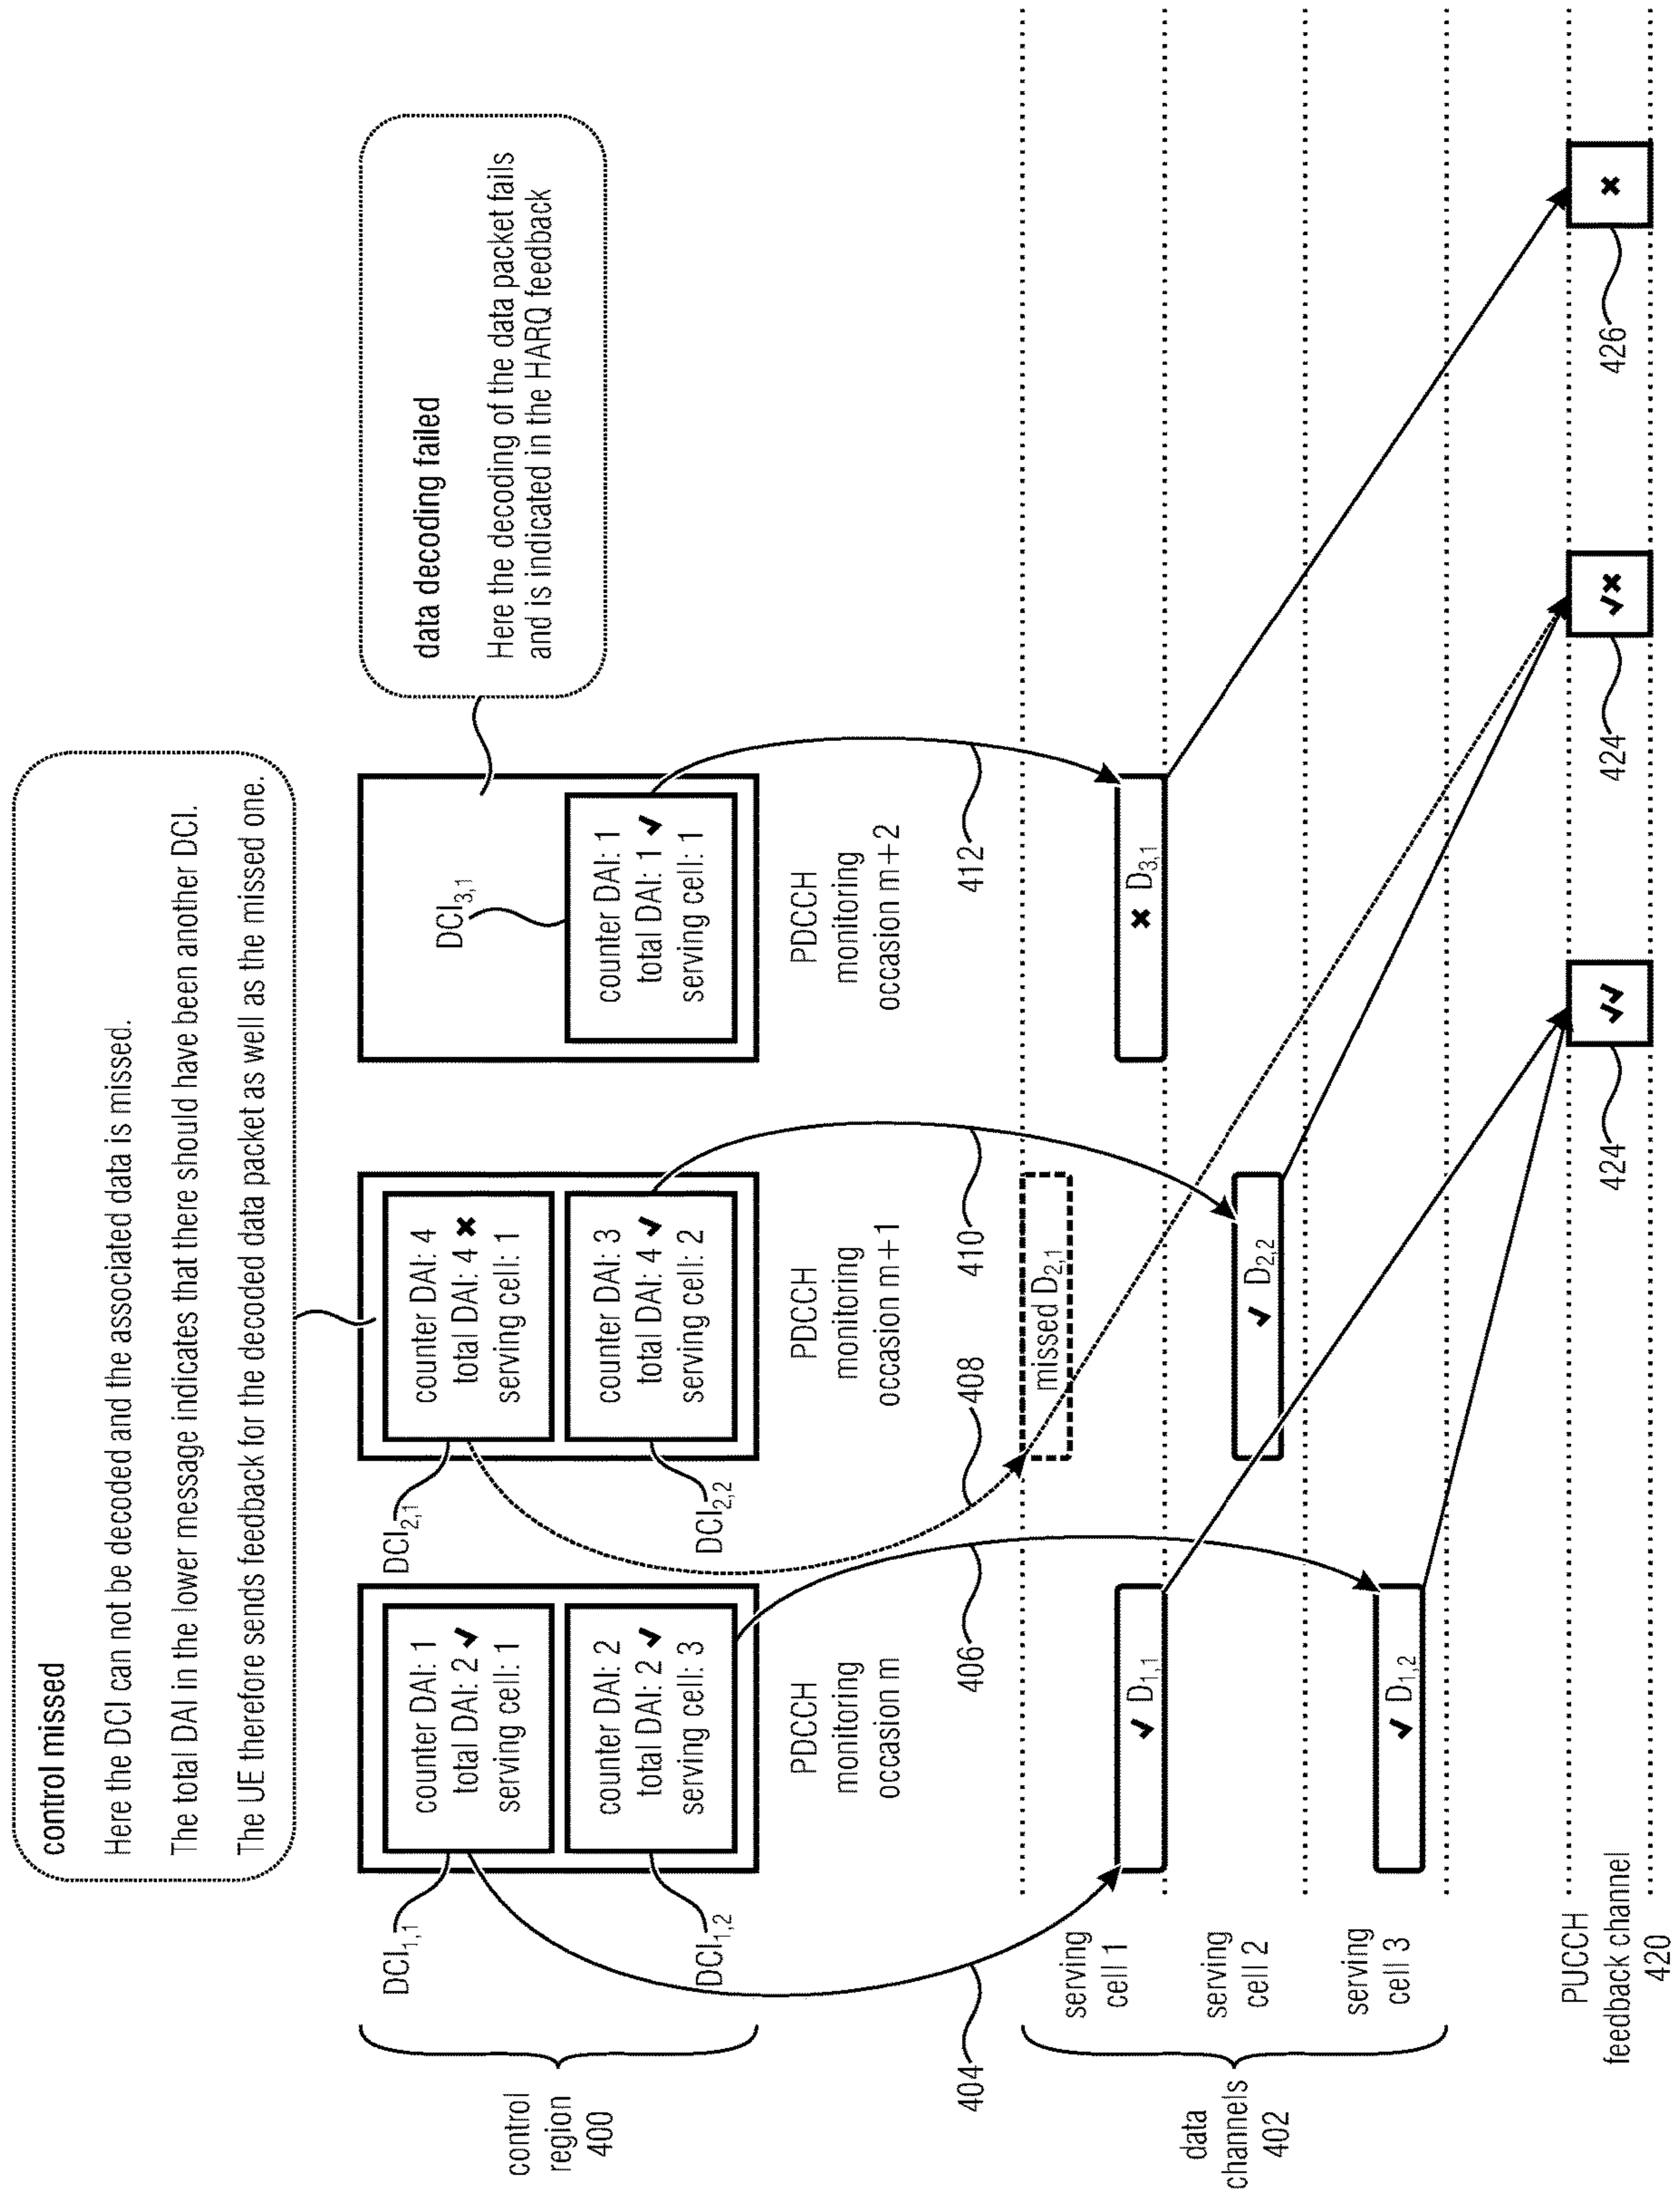 control missed
Here the DCI can not be decoded and the associated data is missed.
The total DAI in the lower message indicates that there should have been another DCI.
The UE therefore sends feedback for the decoded data packet as well as the missed one.
data decoding failed
Here the decoding of the data packet fails
and is indicated in the HARQ feedback
control
region
400
DCI1,1
counter DAI: 1
total DAI: 2 ✔
serving cell: 1
DCI1,2
counter DAI: 2
total DAI: 2 ✔
serving cell: 3
PDCCH
monitoring
occasion m
DCI2,1
counter DAI: 4
total DAI: 4 ✖
serving cell: 1
DCI2,2
counter DAI: 3
total DAI: 4 ✔
serving cell: 2
PDCCH
monitoring
occasion m+1
DCI3,1
counter DAI: 1
total DAI: 1 ✔
serving cell: 1
PDCCH
monitoring
occasion m+2
404
406
408
410
412
data
channels
402
serving
cell 1
✔ D1,1
missed D2,1
✖ D3,1
serving
cell 2
✔ D2,2
serving
cell 3
✔ D1,2
PUCCH
feedback channel
420
424
✔✔
424
✔✖
426
✖